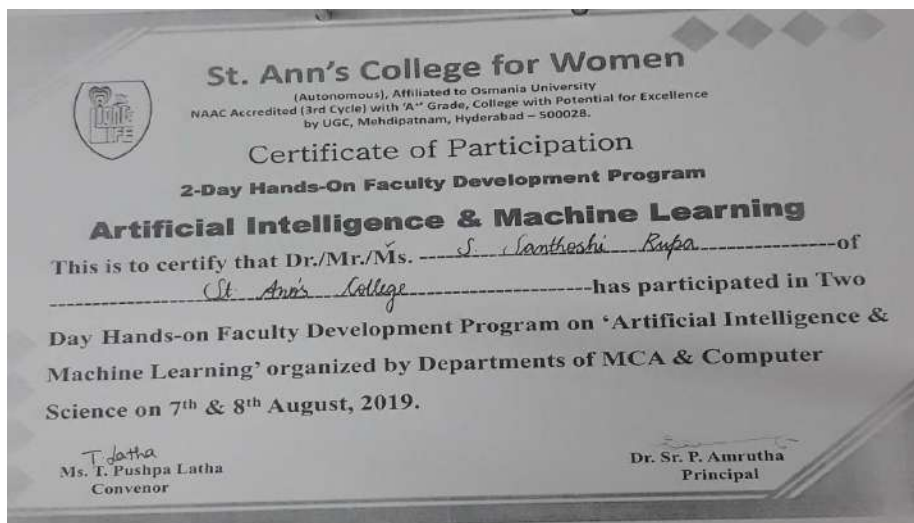 St. Ann's College for Women
(Autonomous), Affiliated to Osmania University
NAAC Accredited (3rd Cycle) with 'A+' Grade, College with Potential for Excellence
by UGC, Mehdipatnam, Hyderabad – 500028.
LIFE
Certificate of Participation
2-Day Hands-On Faculty Development Program
Artificial Intelligence & Machine Learning
This is to certify that Dr./Mr./Ms. S. Santhoshi Rupa of
St Ann's College has participated in Two
Day Hands-on Faculty Development Program on 'Artificial Intelligence &
Machine Learning' organized by Departments of MCA & Computer
Science on 7th & 8th August, 2019.
T. Latha
Ms. T. Pushpa Latha
Convenor
Dr. Sr. P. Amrutha
Principal